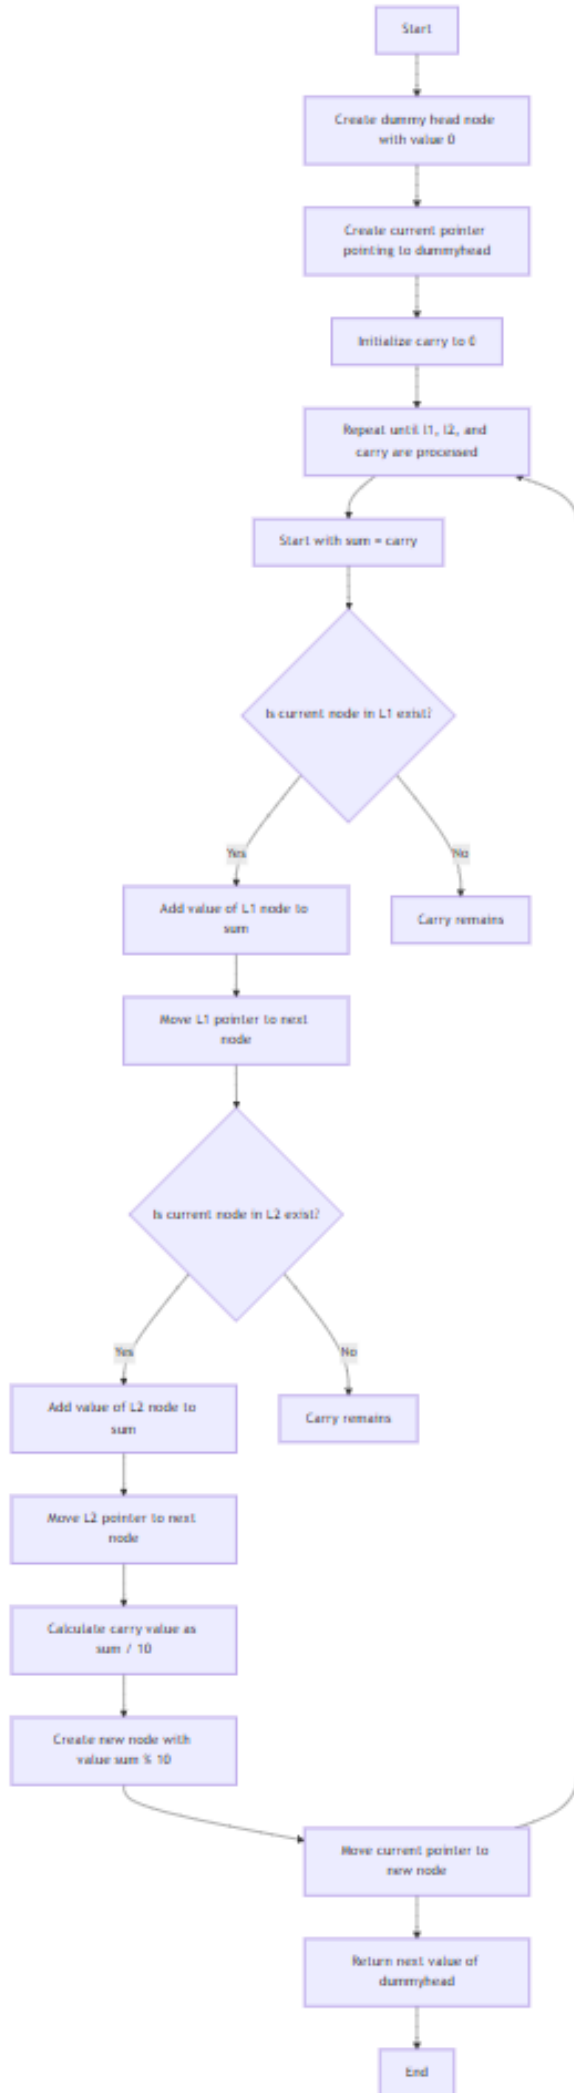 Start
Create dummy head node
with value 0
Create current pointer
pointing to dummyhead
Initialize carry to 0
Repeat until l1, l2, and
carry are processed
Start with sum = carry
Is current node in L1 exist?
Yes
No
Add value of L1 node to
sum
Carry remains
Move L1 pointer to next
node
Is current node in L2 exist?
Yes
No
Add value of L2 node to
sum
Carry remains
Move L2 pointer to next
node
Calculate carry value as
sum / 10
Create new node with
value sum % 10
Move current pointer to
new node
Return next value of
dummyhead
End